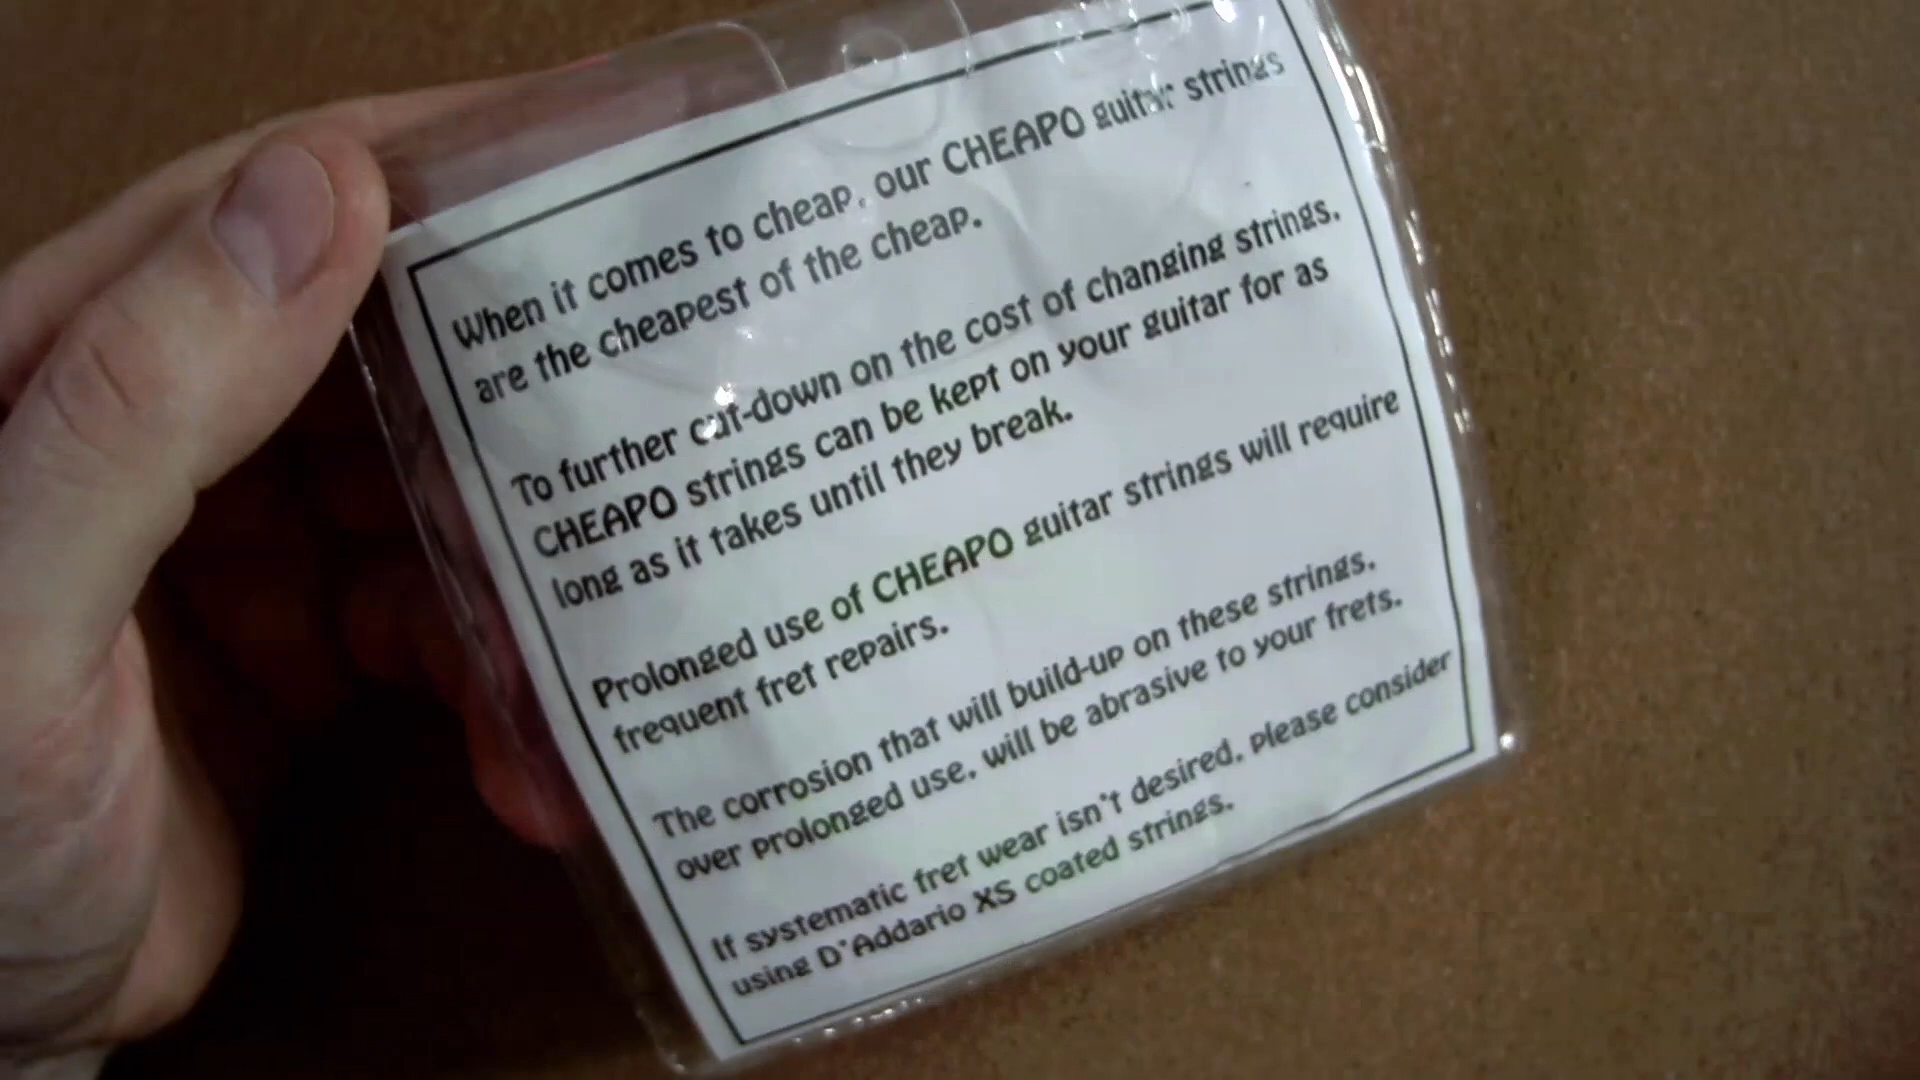 When it comes to cheap, our CHEAPO guitar strings
are the cheapest of the cheap.
To further cut-down on the cost of changing strings,
CHEAPO strings can be kept on your guitar for as
long as it takes until they break.
Prolonged use of CHEAPO guitar strings will require
frequent fret repairs.
The corrosion that will build-up on these strings,
over prolonged use, will be abrasive to your frets.
If systematic fret wear isn't desired, please consider
using D'Addario XS coated strings.